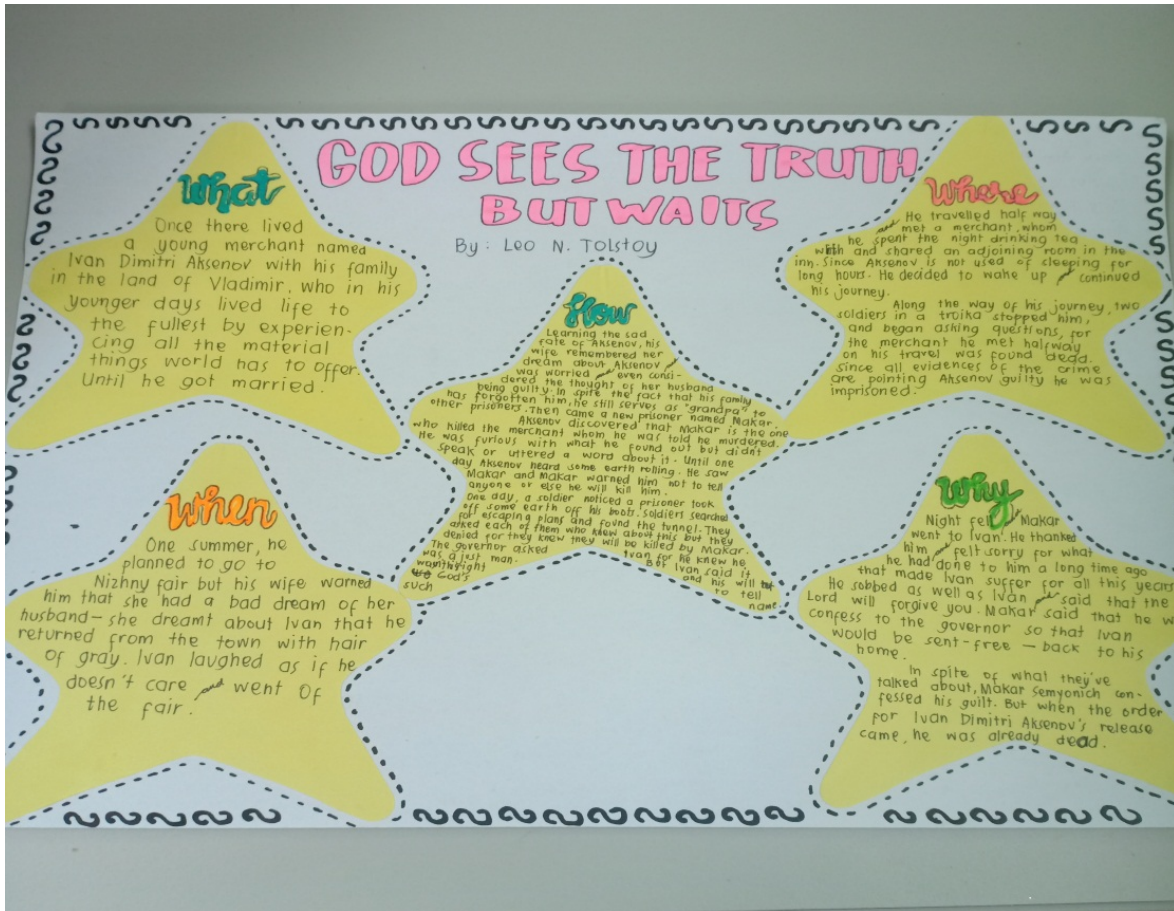 GOD SEES THE TRUTH
BUT WAITS
By: Leo N. Tolstoy
What
Once there lived
a young merchant named
Ivan Dimitri Aksenov with his family
in the land of Vladimir, who in his
younger days lived life to
the fullest by experien-
cing all the material
things world has to offer.
Until he got married.
When
One summer, he
planned to go to
Nizhny fair but his wife warned
him that she had a bad dream of her
husband—she dreamt about Ivan that he
returned from the town with hair
of gray. Ivan laughed as if he
doesn't care and went of
the fair.
How
Learning the sad
fate of Aksenov, his
wife remembered her
dream about Aksenov and
was worried and even consi-
dered the thought of her husband
being guilty. In spite the fact that his family
has forgotten him, he still serves as "grandpa" to
other prisoners. Then came a new prisoner named Makar.
Aksenov discovered that Makar is the one
who killed the merchant whom he was told he murdered.
He was furious with what he found out but didn't
speak or uttered a word about it. Until one
day Aksenov heard some earth rolling. He saw
Makar and Makar warned him not to tell
anyone or else he will kill him.
One day, a soldier noticed a prisoner took
off some earth off his boots. Soldiers searched
for escaping plans and found the tunnel. They
asked each of them who knew about this but they
denied for they knew they will be killed by Makar.
The governor asked Ivan for he knew he
was a just man. But Ivan said it
wasn't right and his will
God's to tell
such name.
Where
He travelled half way
and met a merchant, whom
he spent the night drinking tea
with and shared an adjoining room in the
inn. Since Aksenov is not used of sleeping for
long hours. He decided to wake up and continued
his journey.
Along the way of his journey, two
soldiers in a troika stopped him,
and began asking questions, for
the merchant he met halfway
on his travel was found dead.
Since all evidences of the crime
are pointing Aksenov guilty he was
imprisoned.
Why
Night fell and Makar
went to Ivan. He thanked
him and felt sorry for what
he had done to him a long time ago
that made Ivan suffer for all this years
He sobbed as well as Ivan and said that the
Lord will forgive you. Makar said that he w
confess to the governor so that Ivan
would be sent-free — back to his
home.
In spite of what they've
talked about, Makar Semyonich con-
fessed his guilt. But when the order
for Ivan Dimitri Aksenov's release
came, he was already dead.